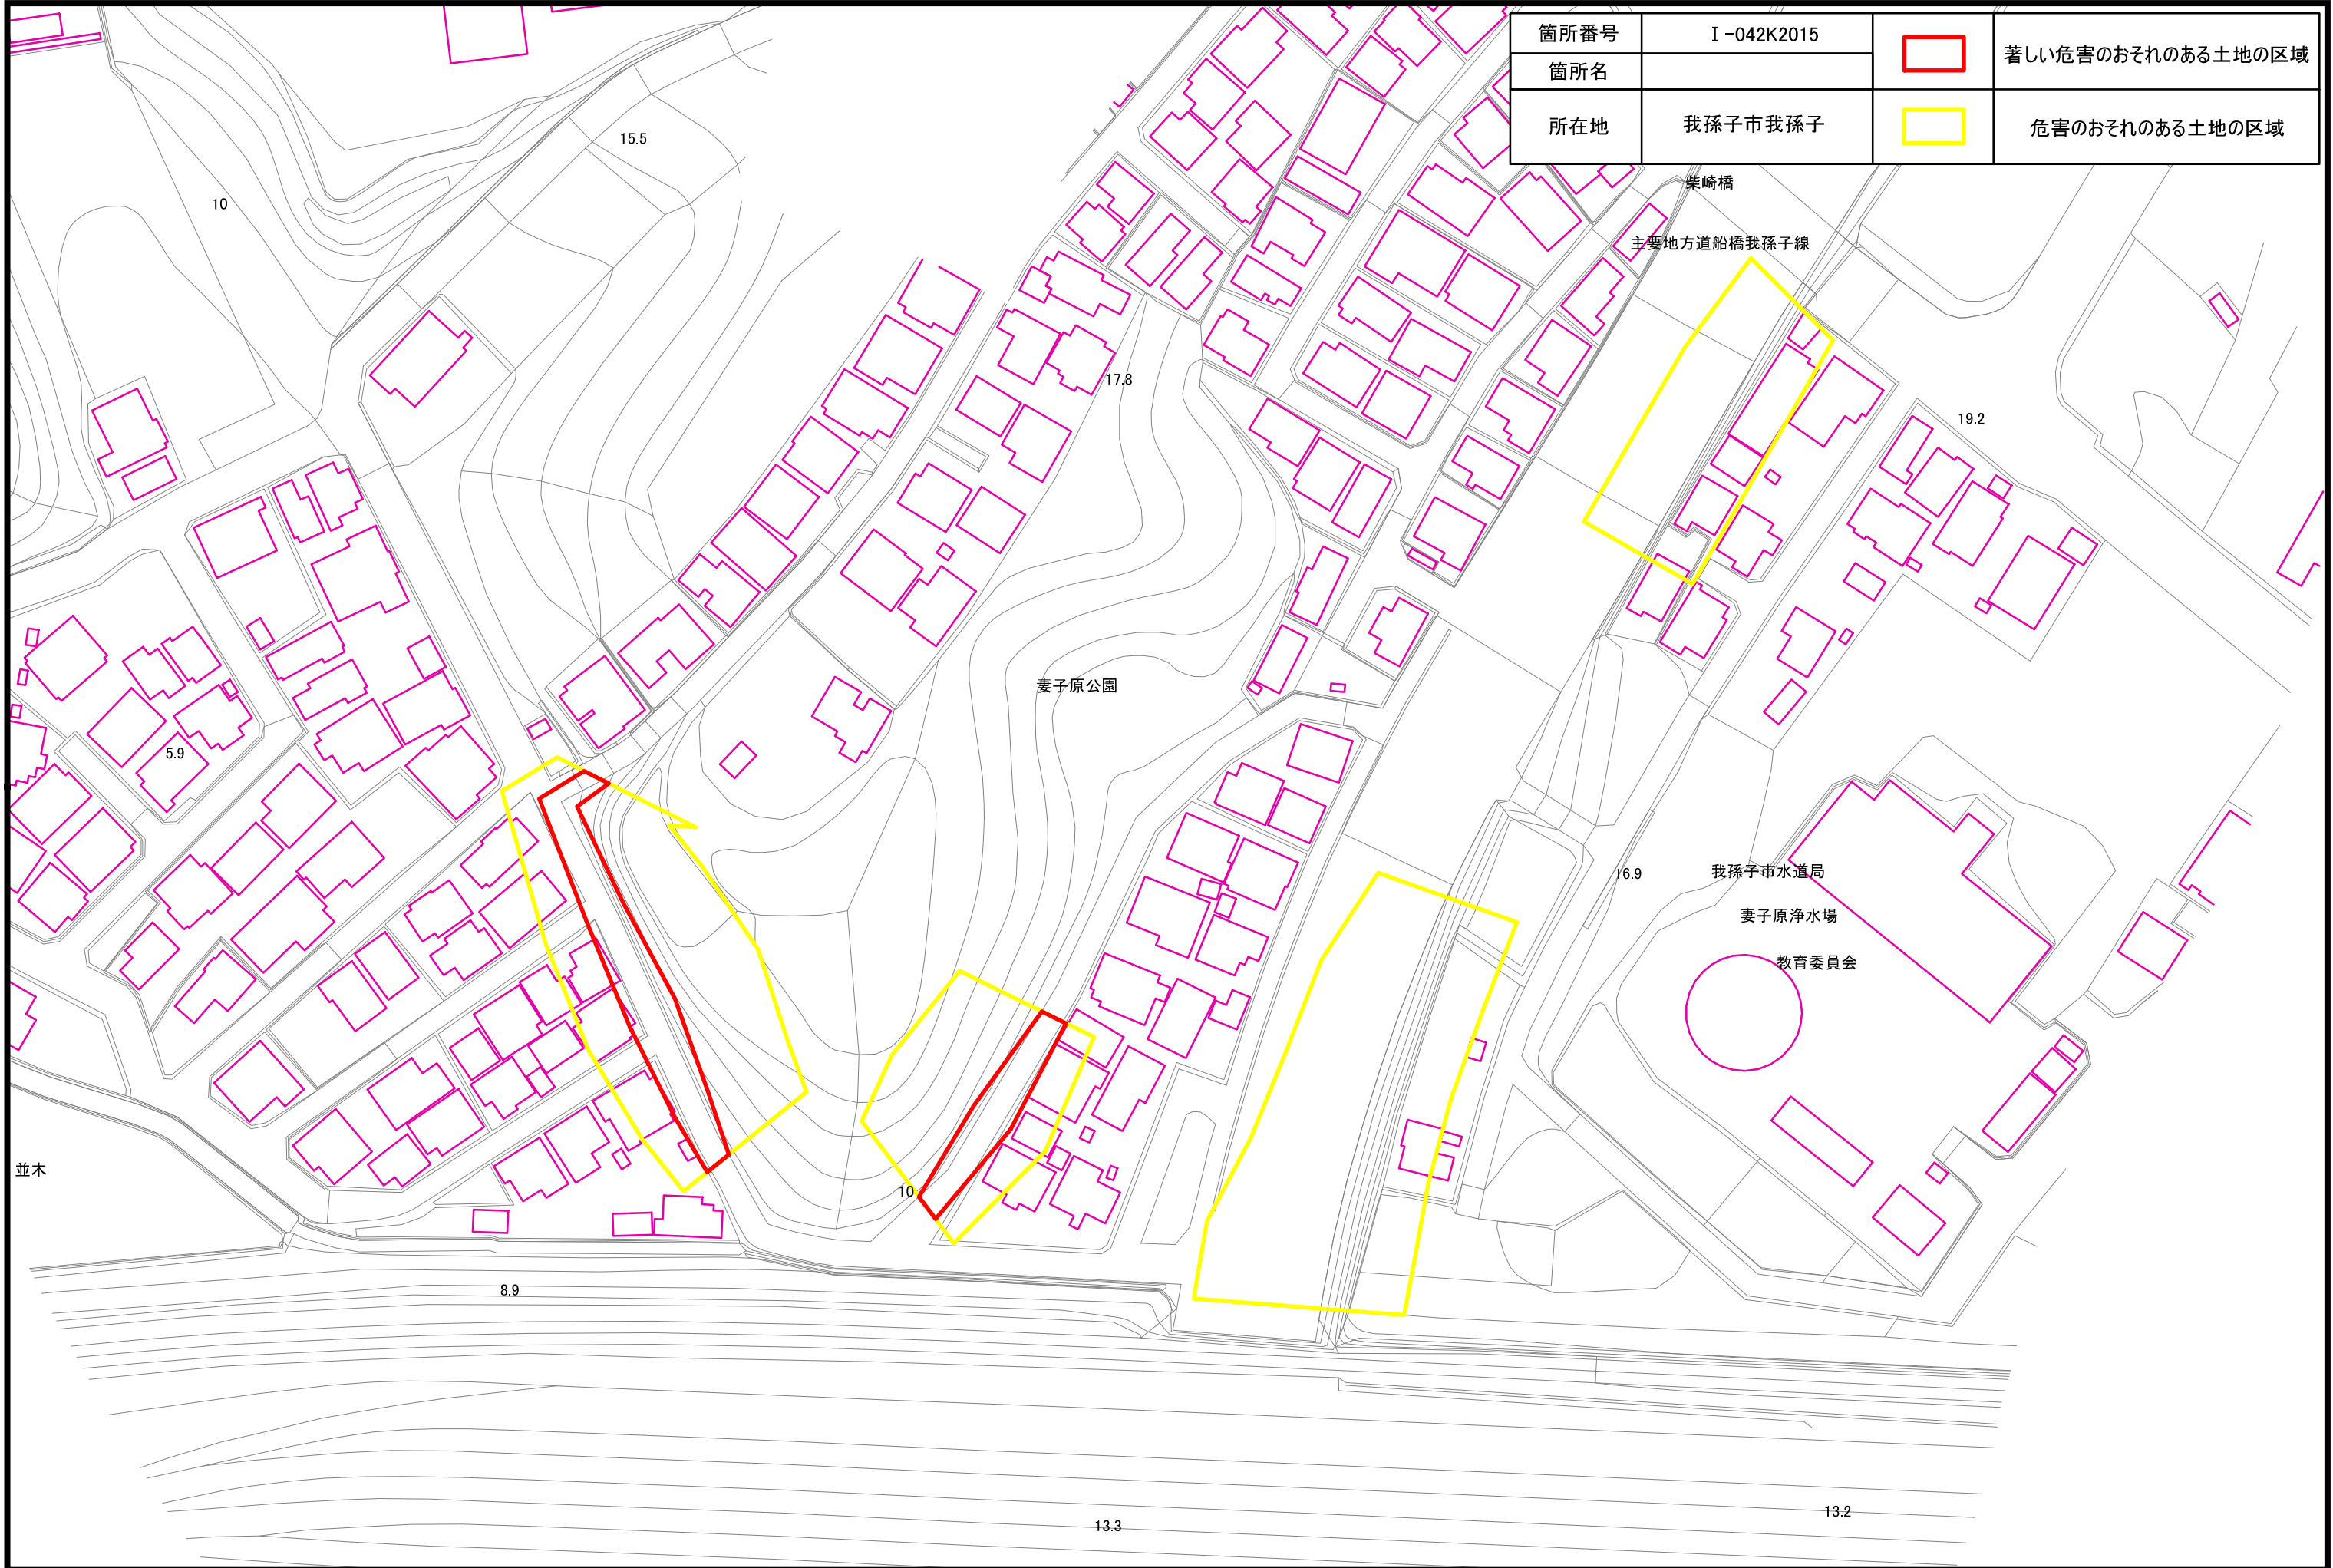 箇所番号 Ⅰ-042K2015 著しい危害のおそれのある土地の区域
箇所名
所在地 我孫子市我孫子 危害のおそれのある土地の区域
15.5
柴崎橋
10
主要地方道船橋我孫子線
17.8
19.2
妻子原公園
5.9
16.9
我孫子市水道局
妻子原浄水場
教育委員会
並木
10
8.9
13.2
13.3